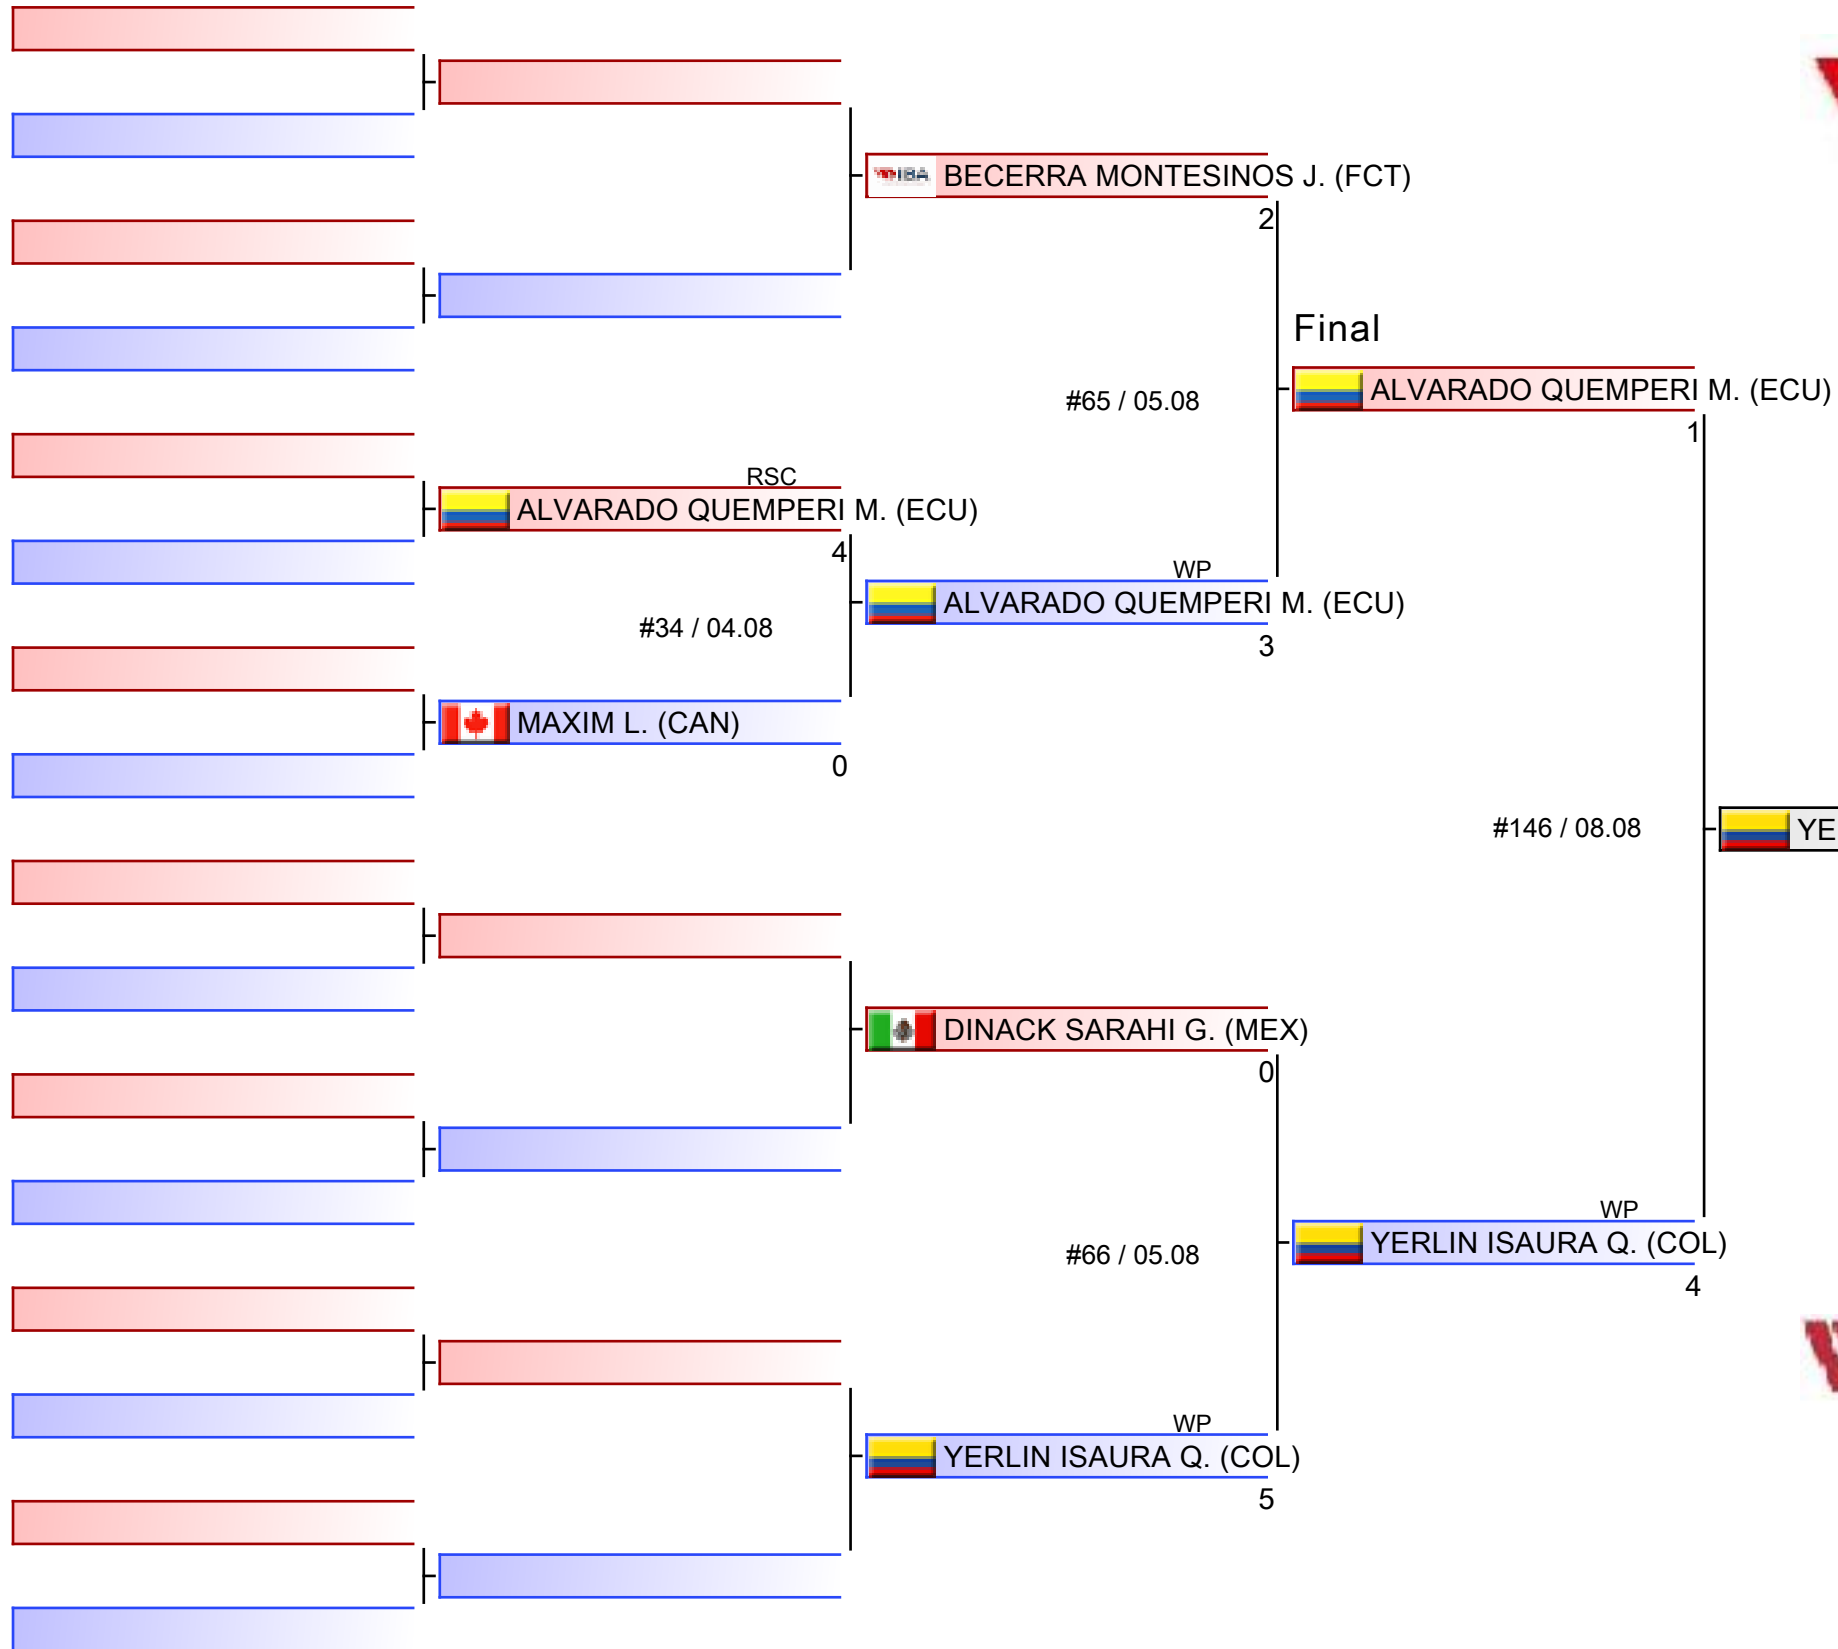 IBA BECERRA MONTESINOS J. (FCT)
2
Final
ALVARADO QUEMPERI M. (ECU)
1
#65 / 05.08
RSC
ALVARADO QUEMPERI M. (ECU)
4
WP
ALVARADO QUEMPERI M. (ECU)
3
#34 / 04.08
MAXIM L. (CAN)
0
#146 / 08.08
YE
DINACK SARAHI G. (MEX)
0
WP
YERLIN ISAURA Q. (COL)
4
#66 / 05.08
WP
YERLIN ISAURA Q. (COL)
5